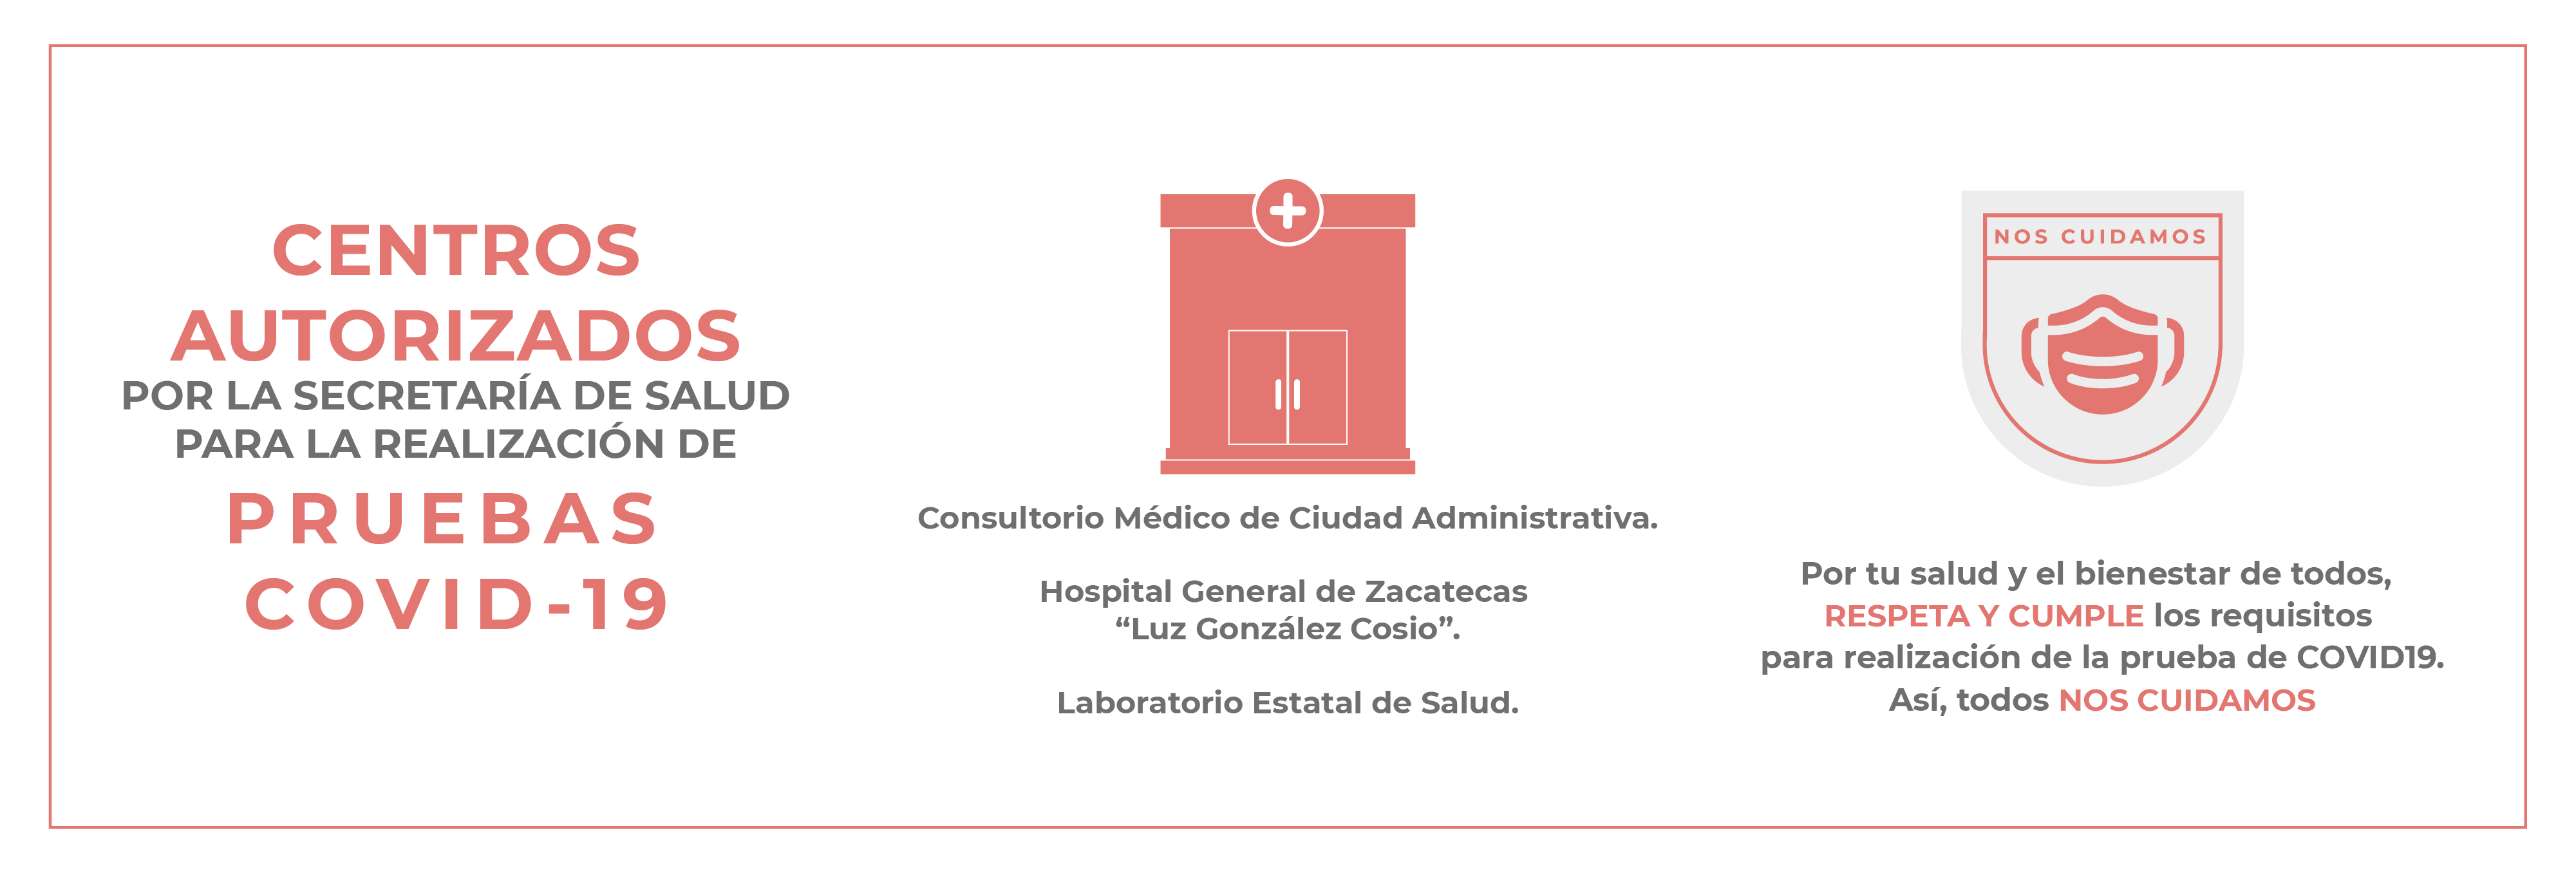 CENTROS
AUTORIZADOS
POR LA SECRETARÍA DE SALUD
PARA LA REALIZACIÓN DE
PRUEBAS
COVID-19
Consultorio Médico de Ciudad Administrativa.
Hospital General de Zacatecas
“Luz González Cosio”.
Laboratorio Estatal de Salud.
NOS CUIDAMOS
Por tu salud y el bienestar de todos,
RESPETA Y CUMPLE los requisitos
para realización de la prueba de COVID19.
Así, todos NOS CUIDAMOS